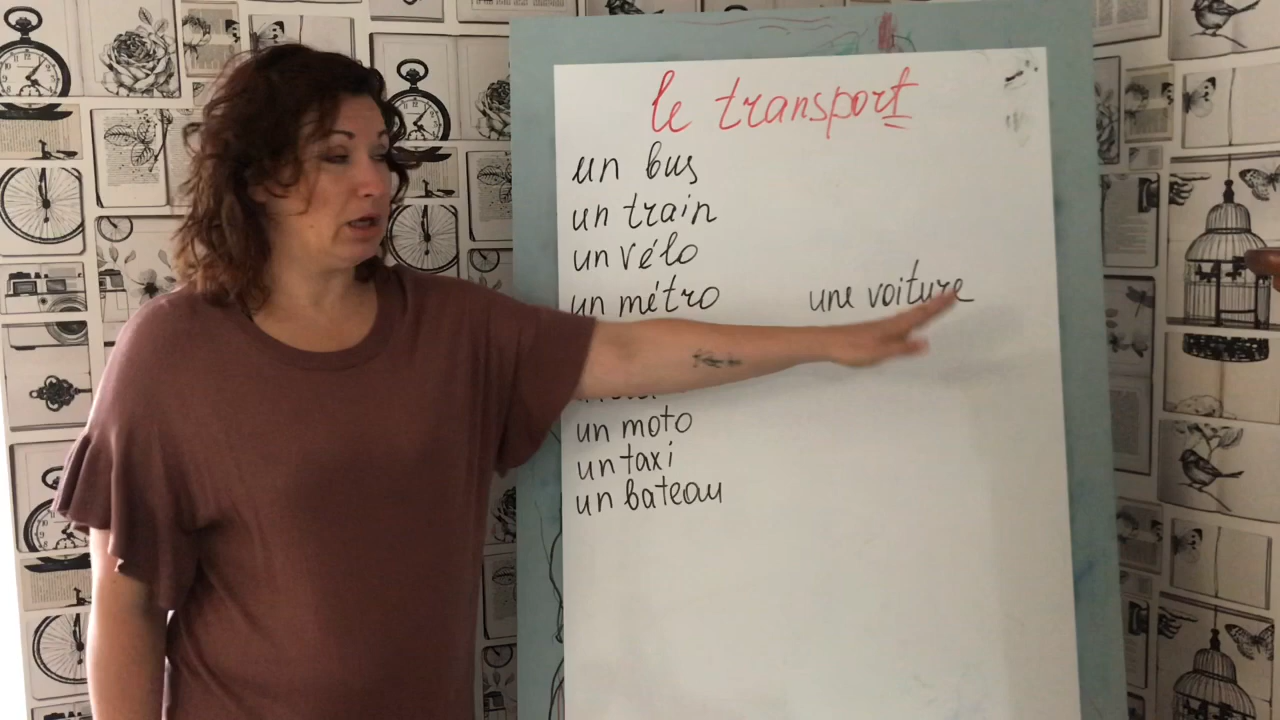 le transport
un bus
un train
un vélo
un métro
une voiture
un moto
un taxi
un bateau